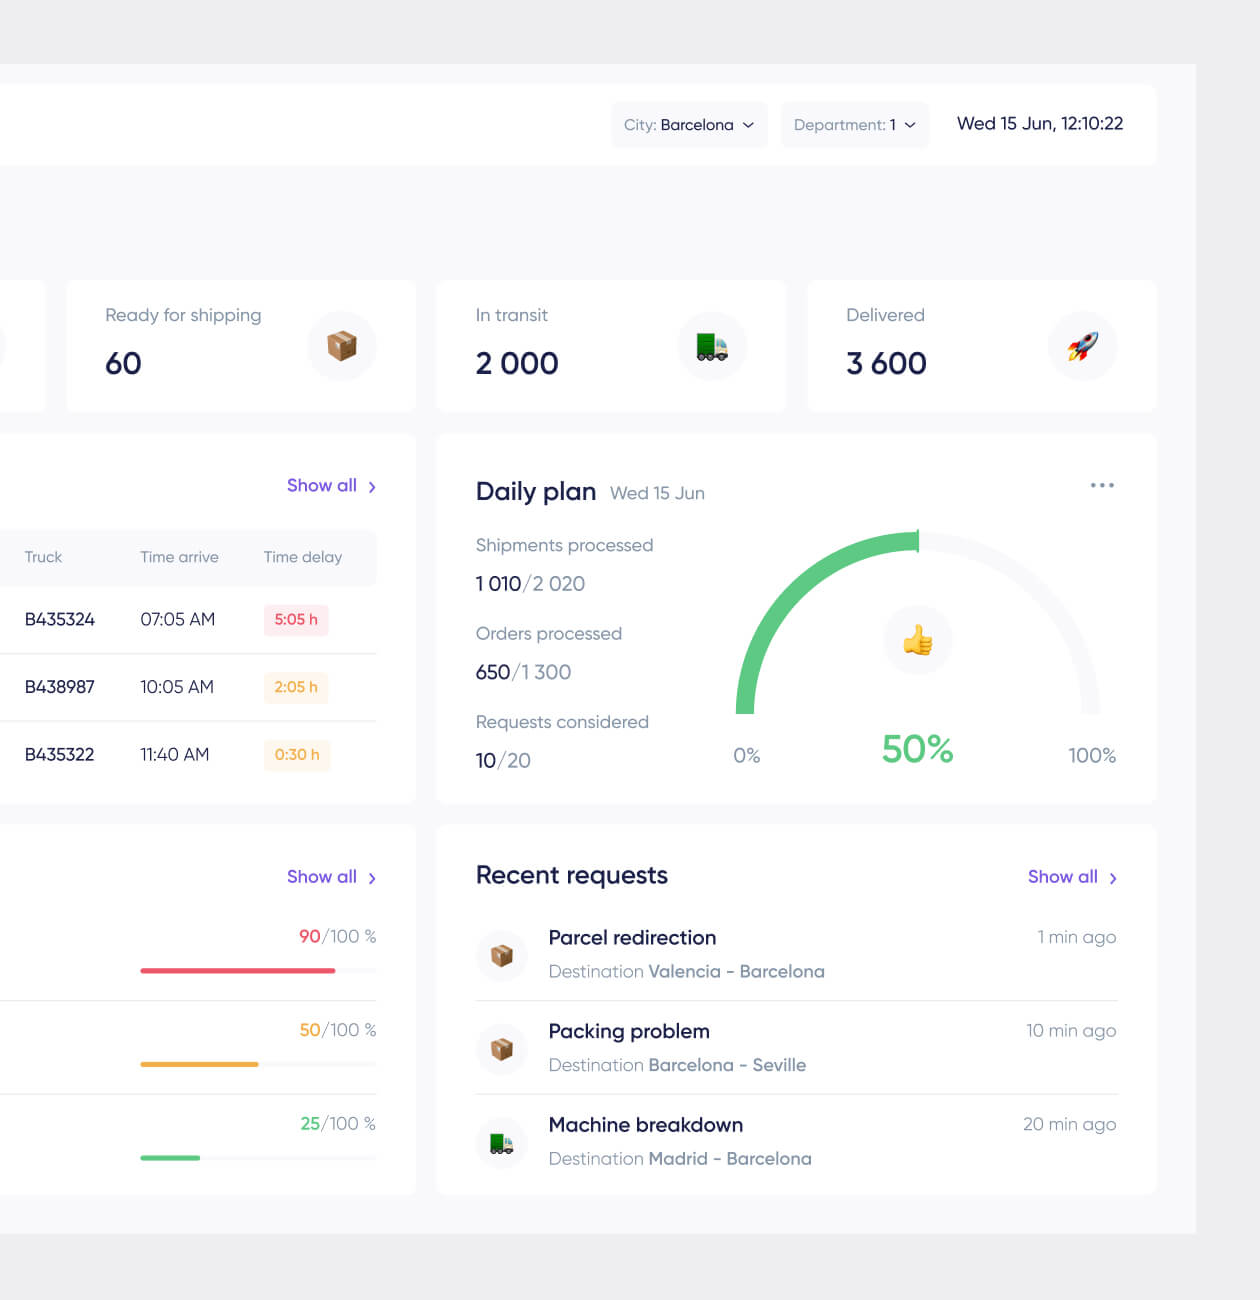 City: Barcelona
Department: 1
Wed 15 Jun, 12:10:22
Ready for shipping
60
In transit
2 000
Delivered
3 600
Show all
Truck Time arrive Time delay
B435324 07:05 AM 5:05 h
B438987 10:05 AM 2:05 h
B435322 11:40 AM 0:30 h
Daily plan Wed 15 Jun
Shipments processed
1 010/2 020
Orders processed
650/1 300
Requests considered
10/20
0% 50% 100%
Show all
90/100 %
50/100 %
25/100 %
Recent requests Show all
Parcel redirection 1 min ago
Destination Valencia - Barcelona
Packing problem 10 min ago
Destination Barcelona - Seville
Machine breakdown 20 min ago
Destination Madrid - Barcelona